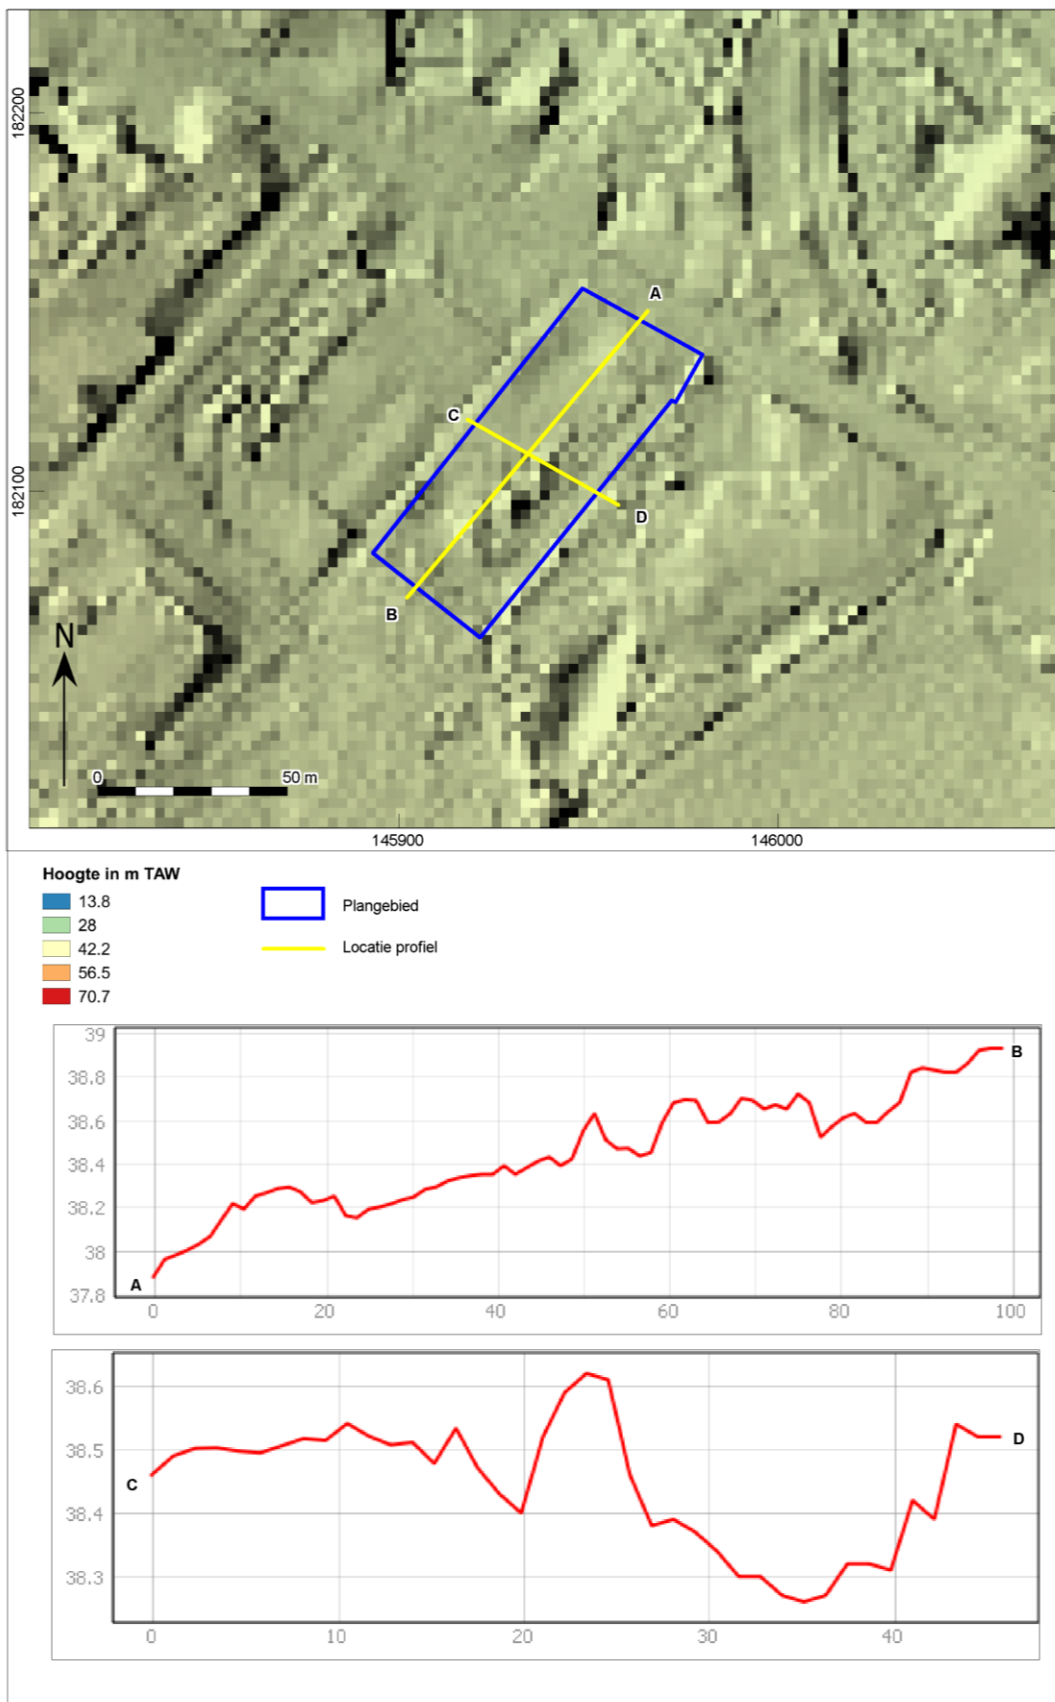 182200
182100
A
C
D
B
N
0 50 m
145900 146000
Hoogte in m TAW
13.8
28
42.2
56.5
70.7
Plangebied
Locatie profiel
39
38.8
38.6
38.4
38.2
38
37.8
A
B
0 20 40 60 80 100
38.6
38.5
38.4
38.3
C
D
0 10 20 30 40